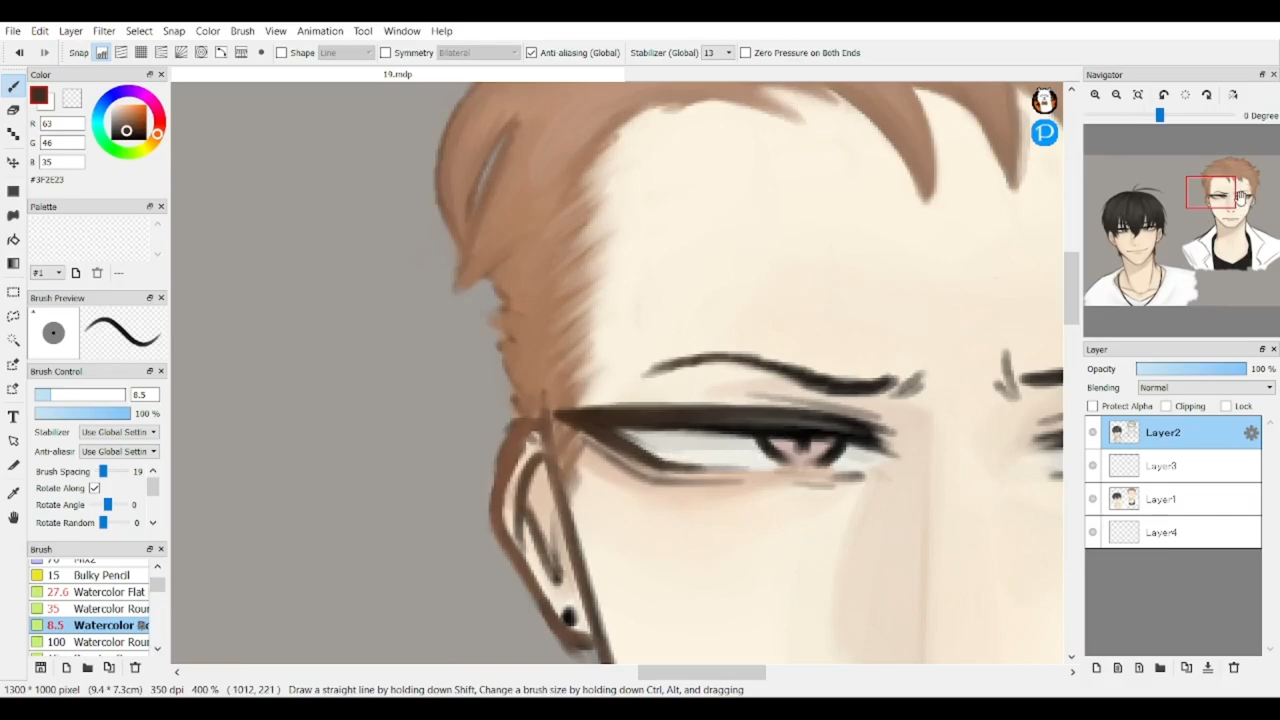 File Edit Layer Filter Select Snap Color Brush View Animation Tool Window Help
Snap off Shape Line Symmetry Bilateral Anti-aliasing (Global) Stabilizer (Global) 13 Zero Pressure on Both Ends
Color
19.mdp
Navigator
R 63
G 46
B 35
#3F2E23
0 Degree
Palette
#1 ---
Brush Preview
Brush Control
8.5
100 %
Stabilizer Use Global Settin
Anti-aliasir Use Global Settin
Brush Spacing 19
Rotate Along
Rotate Angle 0
Rotate Random 0
Brush
15 Bulky Pencil
27.6 Watercolor Flat
35 Watercolor Roun
8.5 Watercolor
100 Watercolor Roun
Layer
Opacity 100 %
Blending Normal
Protect Alpha Clipping Lock
Layer2
Layer3
Layer1
Layer4
1300 * 1000 pixel (9.4 * 7.3cm) 350 dpi 400 % ( 1012, 221 ) Draw a straight line by holding down Shift, Change a brush size by holding down Ctrl, Alt, and dragging